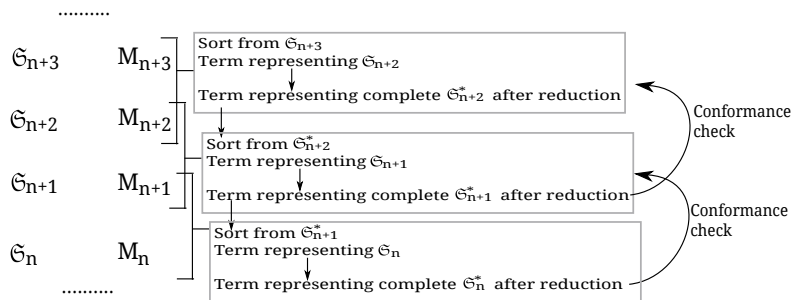 ..........
𝔖n+3 Mn+3
Sort from 𝔖n+3
Term representing 𝔖n+2
Term representing complete 𝔖*n+2 after reduction
𝔖n+2 Mn+2
Conformance
check
Sort from 𝔖*n+2
Term representing 𝔖n+1
Term representing complete 𝔖*n+1 after reduction
𝔖n+1 Mn+1
Conformance
check
Sort from 𝔖*n+1
Term representing 𝔖n
Term representing complete 𝔖*n after reduction
𝔖n Mn
..........